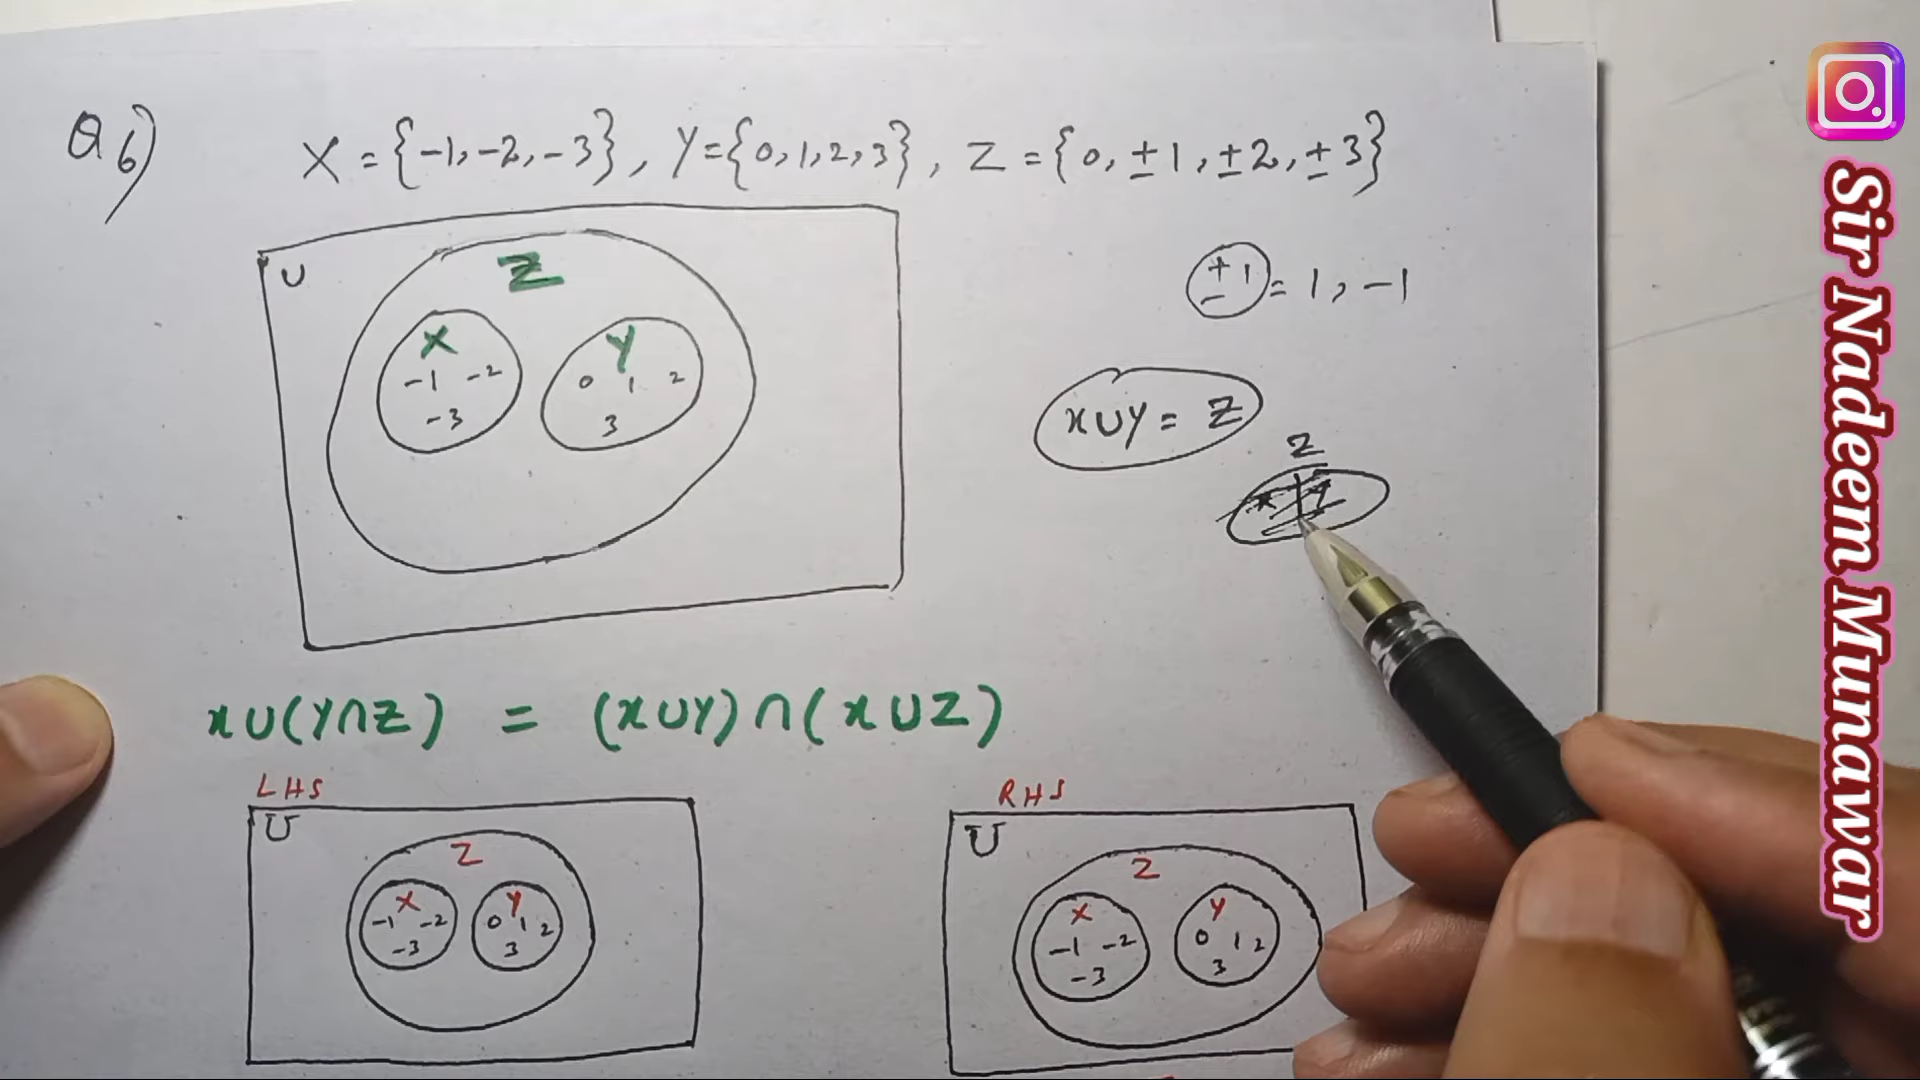 Q 6) X = {-1, -2, -3}, Y = {0, 1, 2, 3}, Z = {0, ±1, ±2, ±3}
U
Z
X Y
-1 -2 0 1 2
-3 3
±1 = 1, -1
X∪Y = Z
Z
X Y
X∪(Y∩Z) = (X∪Y)∩(X∪Z)
LHS
U
Z
X Y
-1 -2 0 1 2
-3 3
RHS
U
Z
X Y
-1 -2 0 1 2
-3 3
Sir Nadeem Munawar